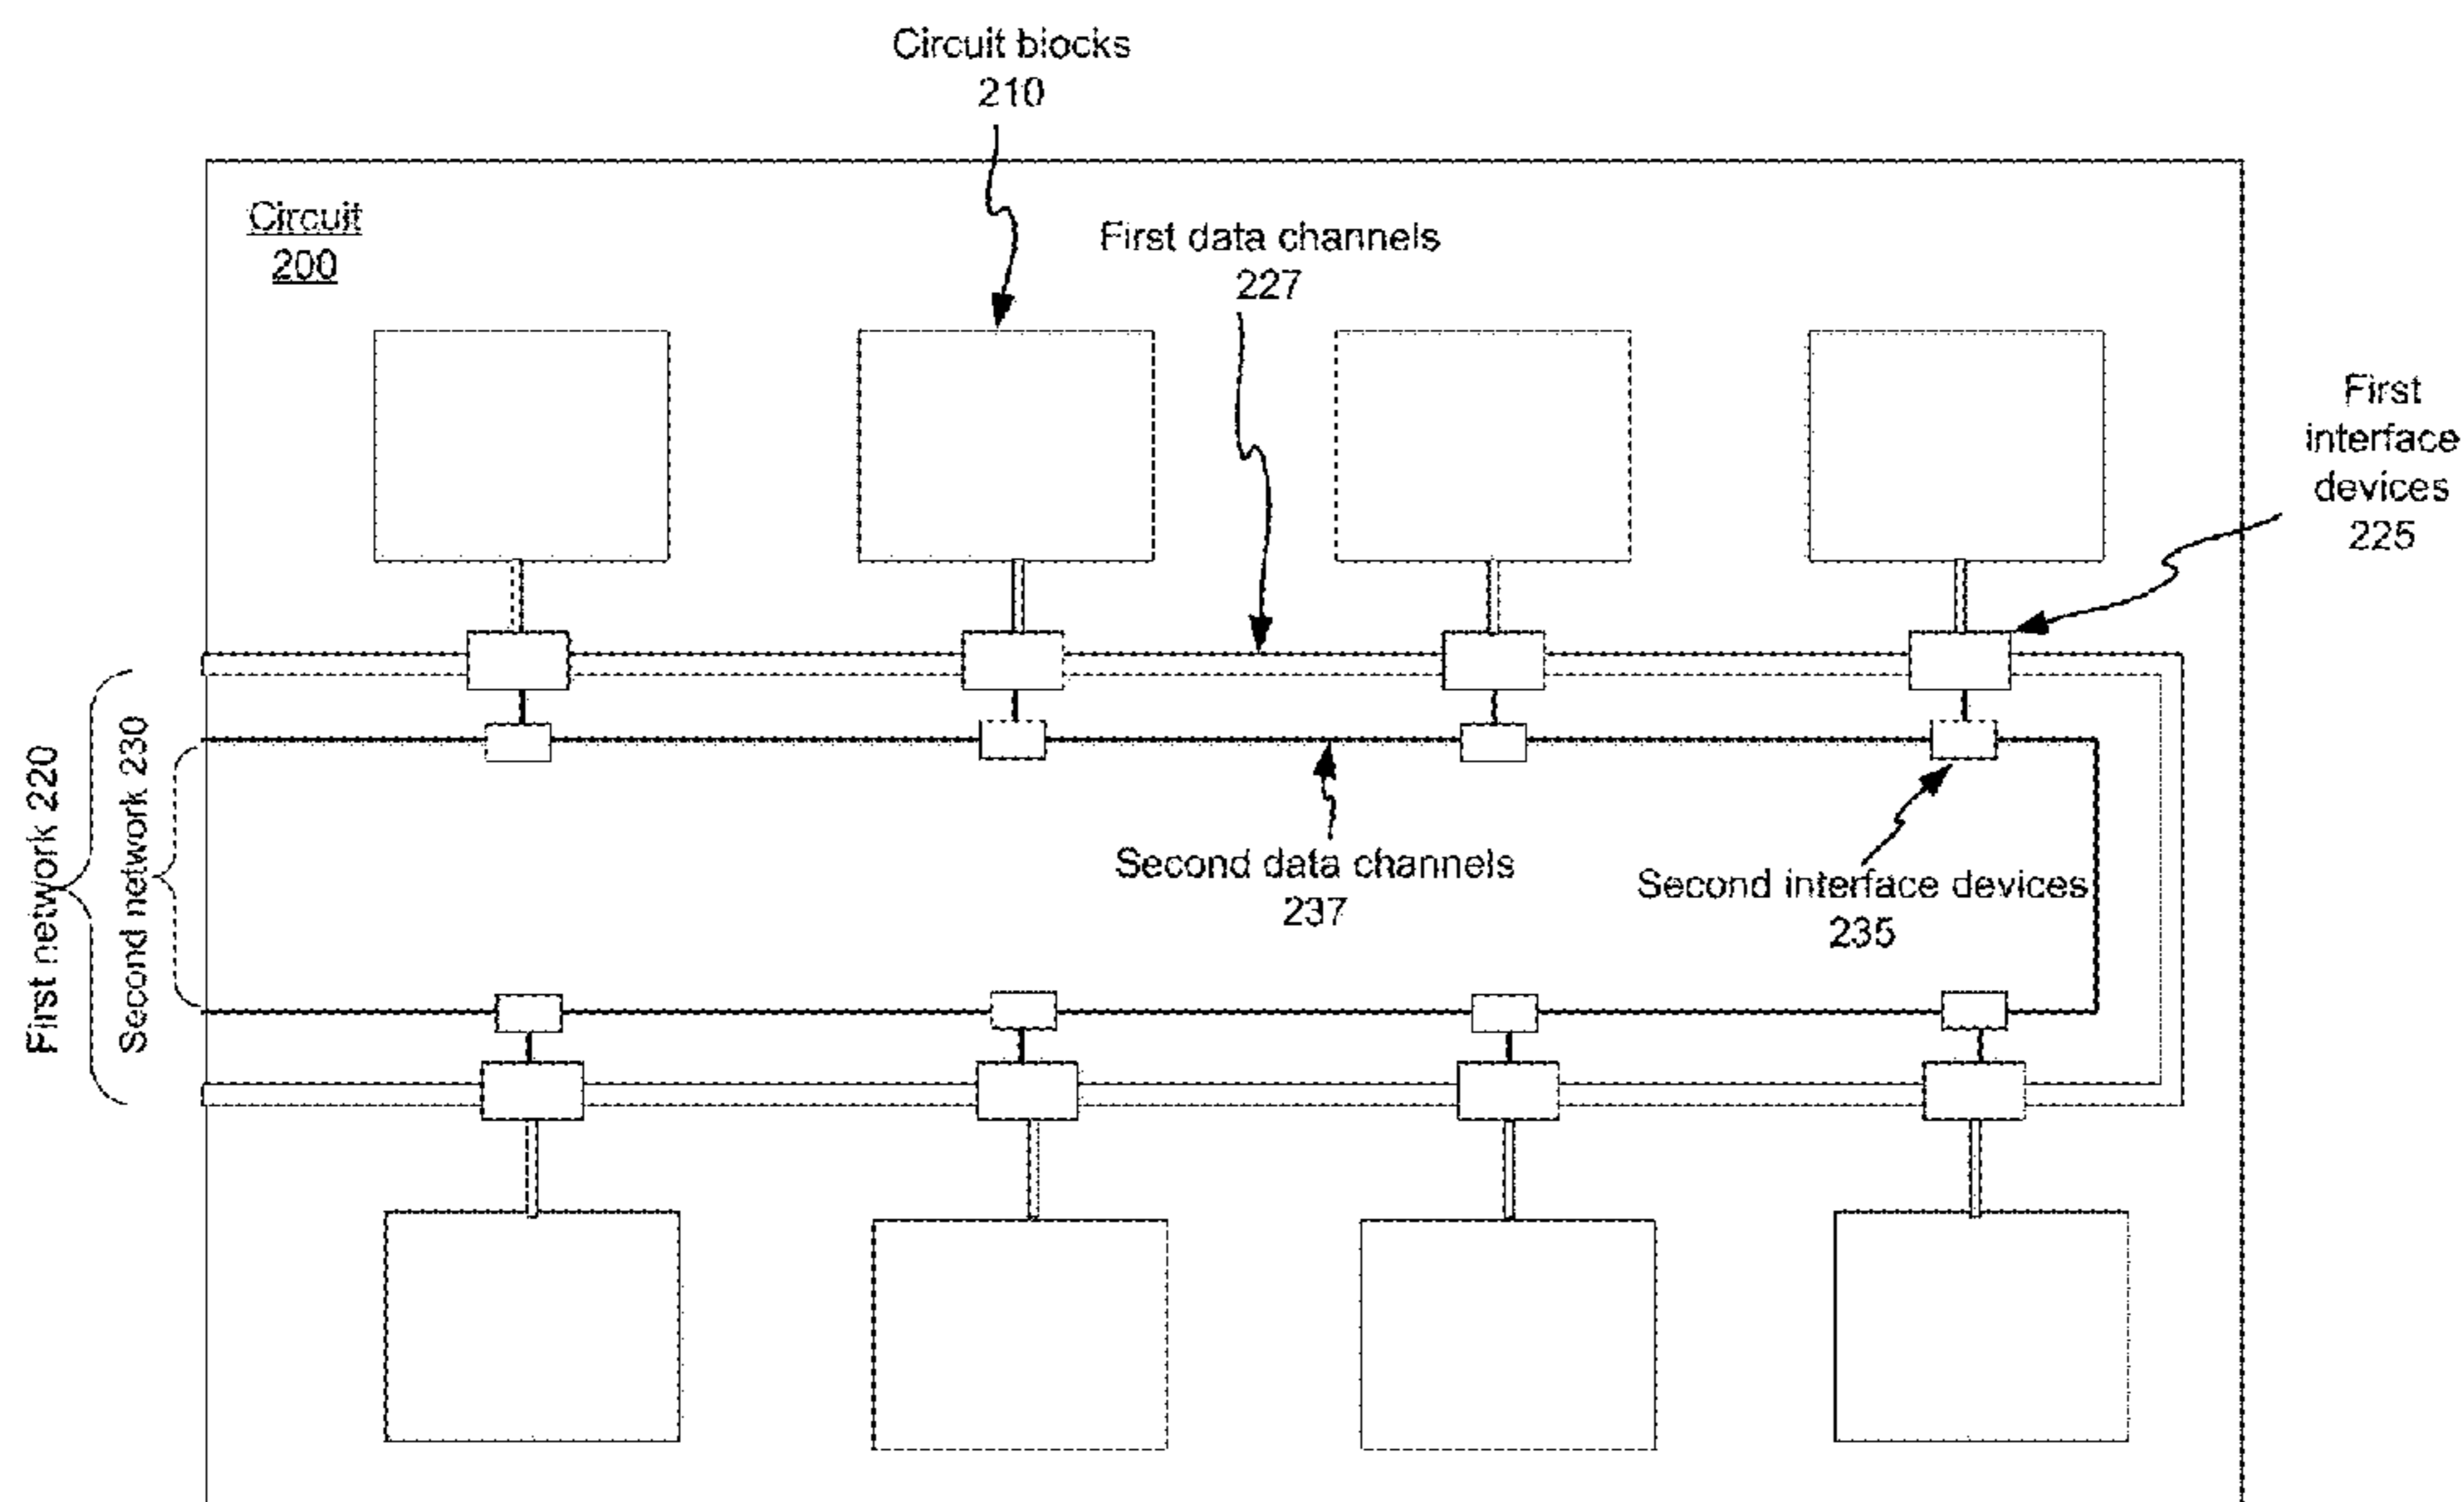 Circuit blocks
210
Circuit
200
First data channels
227
First
interface
devices
225
First network 220
Second network 230
Second data channels
237
Second interface devices
235